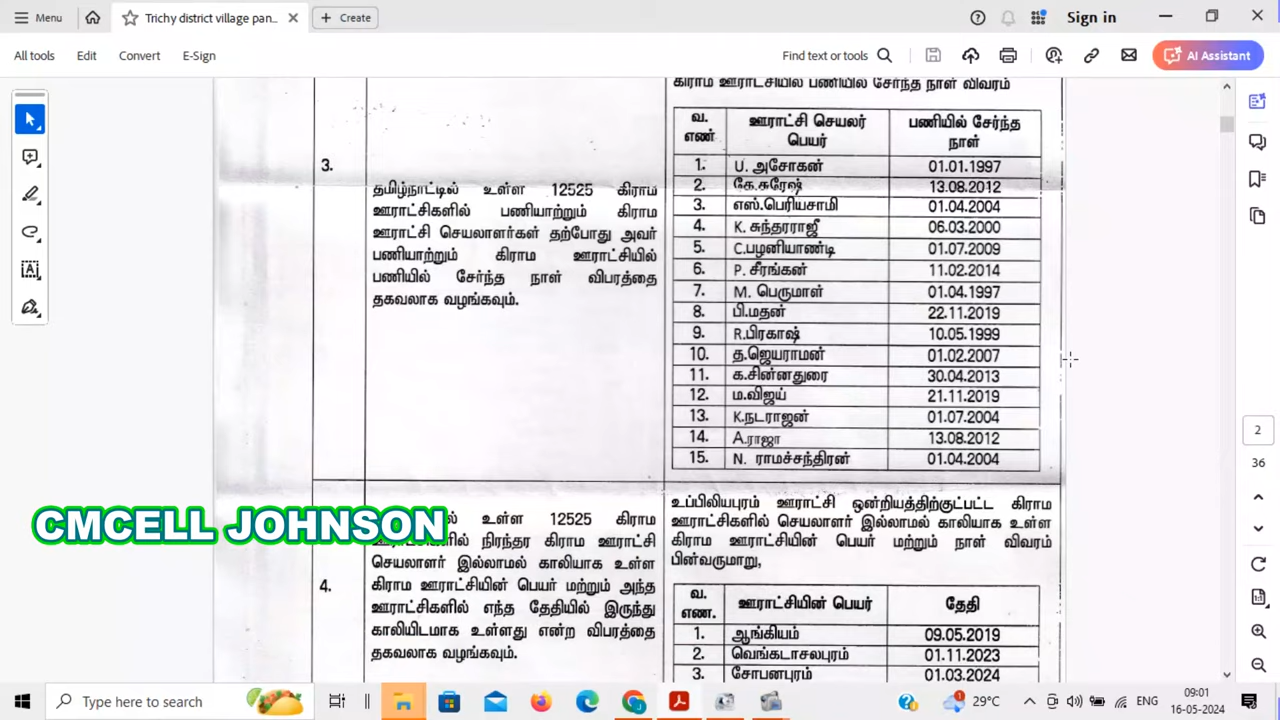 Menu
Trichy district village pan...
Create
Sign in
All tools
Edit
Convert
E-Sign
Find text or tools
AI Assistant
கிராம ஊராட்சியில் பணியில் சேர்ந்த நாள் விவரம்
வ. எண்
ஊராட்சி செயலர் பெயர்
பணியில் சேர்ந்த நாள்
1. U. அசோகன் 01.01.1997
2. கே.சுரேஷ் 13.08.2012
3. எஸ்.பெரியசாமி 01.04.2004
4. K. சுந்தரராஜீ 06.03.2000
5. C.பழனியாண்டி 01.07.2009
6. P. சீரங்கன் 11.02.2014
7. M. பெருமாள் 01.04.1997
8. பி.மதன் 22.11.2019
9. R.பிரகாஷ் 10.05.1999
10. த.ஜெயராமன் 01.02.2007
11. க.சின்னதுரை 30.04.2013
12. ம.விஜய் 21.11.2019
13. K.நடராஜன் 01.07.2004
14. A.ராஜா 13.08.2012
15. N. ராமச்சந்திரன் 01.04.2004
3.
தமிழ்நாட்டில் உள்ள 12525 கிராம
ஊராட்சிகளில் பணியாற்றும் கிராம
ஊராட்சி செயலாளர்கள் தற்போது அவர்
பணியாற்றும் கிராம ஊராட்சியில்
பணியில் சேர்ந்த நாள் விபரத்தை
தகவலாக வழங்கவும்.
CMCELL JOHNSON
4.
உள்ள 12525 கிராம
நிரந்தர கிராம ஊராட்சி
செயலாளர் இல்லாமல் காலியாக உள்ள
கிராம ஊராட்சியின் பெயர் மற்றும் அந்த
ஊராட்சிகளில் எந்த தேதியில் இருந்து
காலியிடமாக உள்ளது என்ற விபரத்தை
தகவலாக வழங்கவும்.
உப்பிலியபுரம் ஊராட்சி ஒன்றியத்திற்குட்பட்ட கிராம
ஊராட்சிகளில் செயலாளர் இல்லாமல் காலியாக உள்ள
கிராம ஊராட்சியின் பெயர் மற்றும் நாள் விவரம்
பின்வருமாறு,
வ. எண்.
ஊராட்சியின் பெயர்
தேதி
1. ஆங்கியம் 09.05.2019
2. வெங்கடாசலபுரம் 01.11.2023
3. சோபனபுரம் 01.03.2024
2
36
Type here to search
29°C
ENG
09:01
16-05-2024